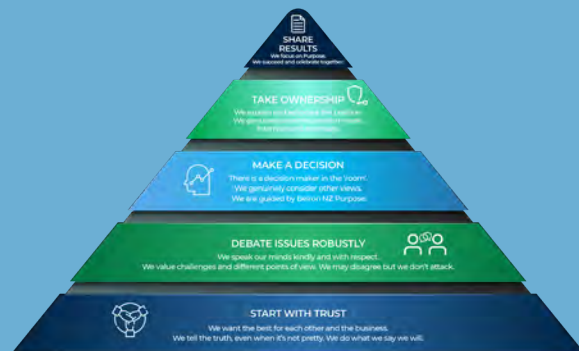 SHARE
RESULTS
We focus on Purpose.
We succeed and celebrate together.
TAKE OWNERSHIP
MAKE A DECISION
There is a decision maker in the 'room'.
We genuinely consider other views.
We are guided by Belron NZ Purpose.
DEBATE ISSUES ROBUSTLY
We speak our minds kindly and with respect.
We value challenges and different points of view. We may disagree but we don't attack.
START WITH TRUST
We want the best for each other and the business.
We tell the truth, even when it's not pretty. We do what we say we will.